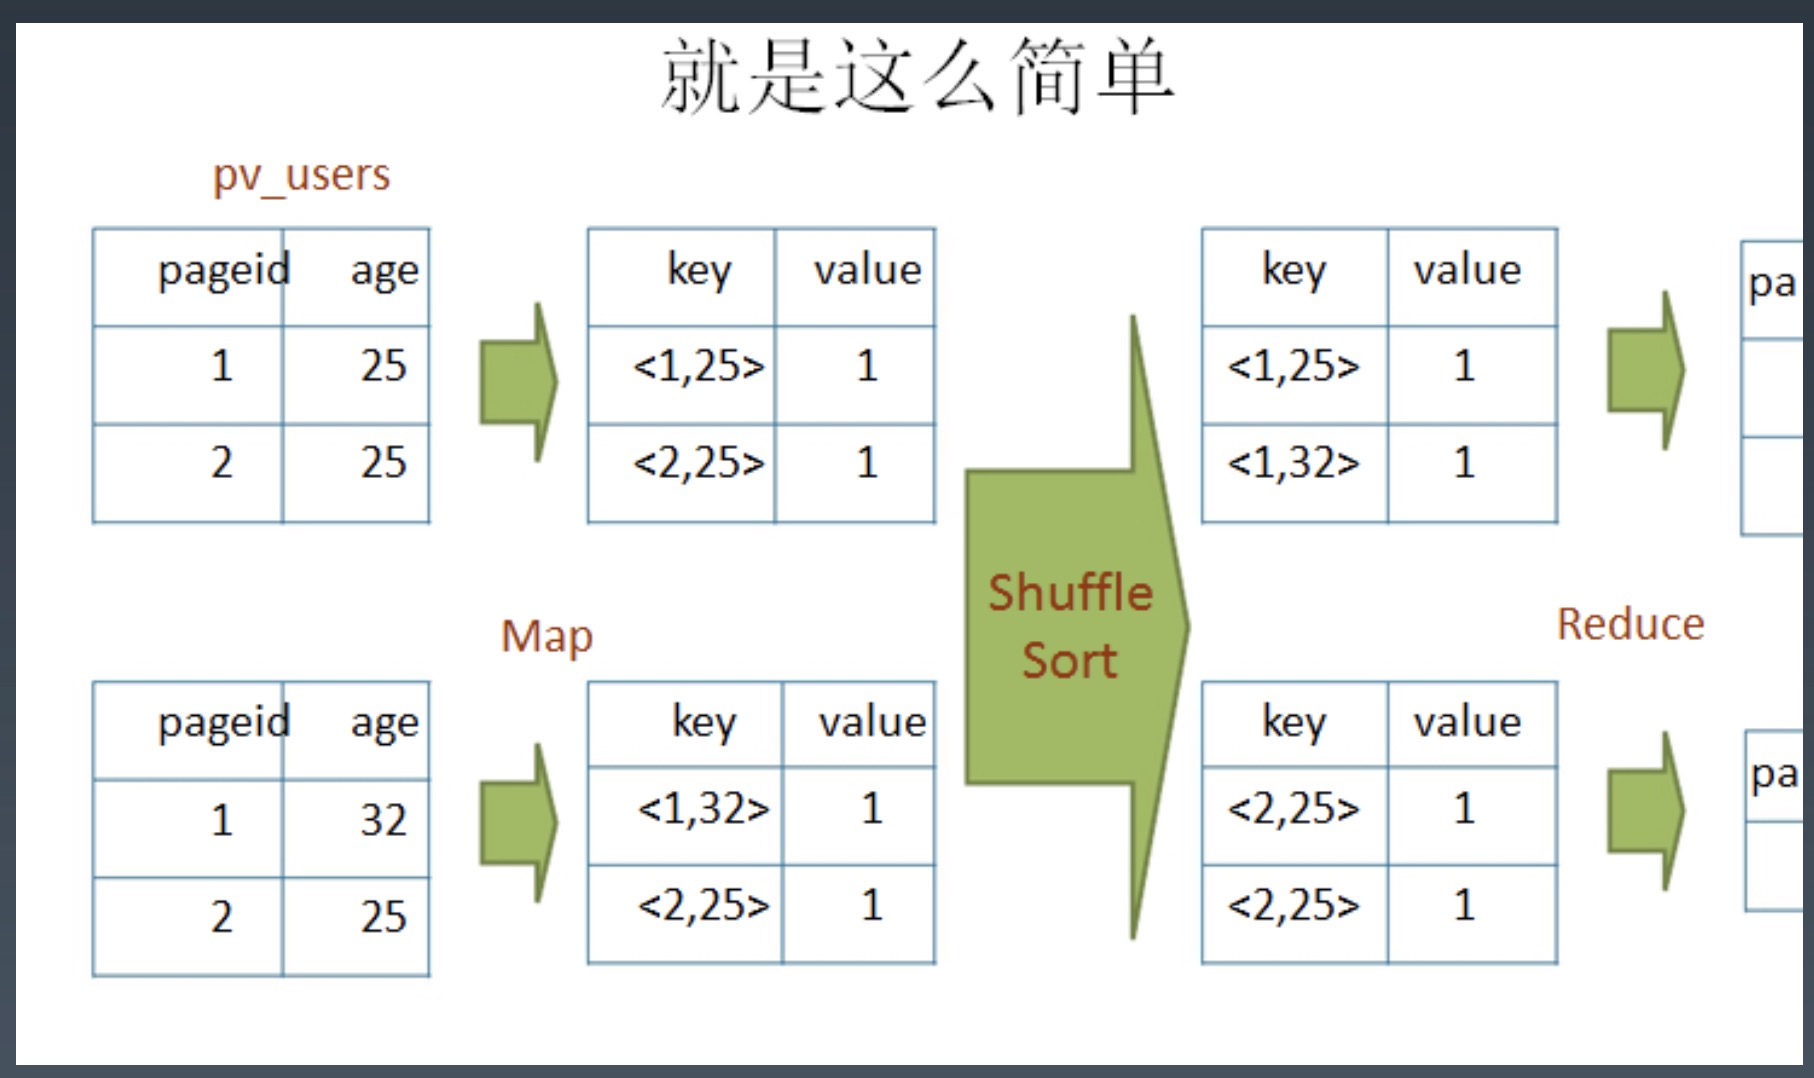 就是这么简单
pv_users
pageid age
1 25
2 25
key value
<1,25> 1
<2,25> 1
key value
<1,25> 1
<1,32> 1
pa
Shuffle
Sort
Map
Reduce
pageid age
1 32
2 25
key value
<1,32> 1
<2,25> 1
key value
<2,25> 1
<2,25> 1
pa